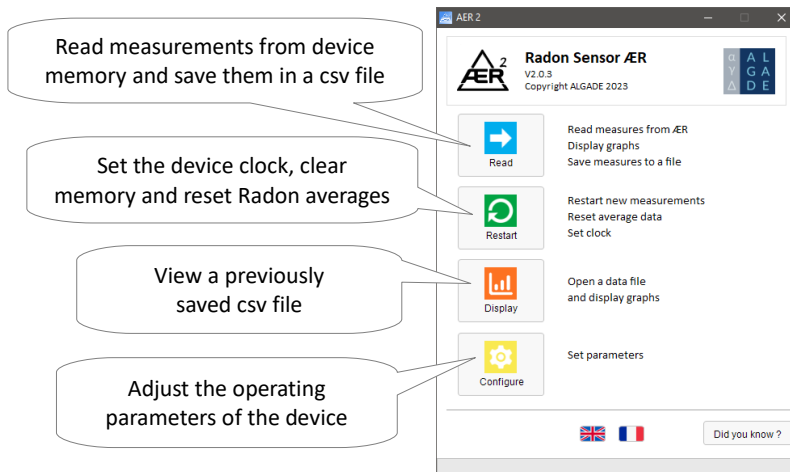 AER 2
Read measurements from device
memory and save them in a csv file
Set the device clock, clear
memory and reset Radon averages
View a previously
saved csv file
Adjust the operating
parameters of the device
ÆR 2
Radon Sensor ÆR
V2.0.3
Copyright ALGADE 2023
α A L
γ G A
Δ D E
Read
Read measures from ÆR
Display graphs
Save measures to a file
Restart
Restart new measurements
Reset average data
Set clock
Display
Open a data file
and display graphs
Configure
Set parameters
Did you know ?